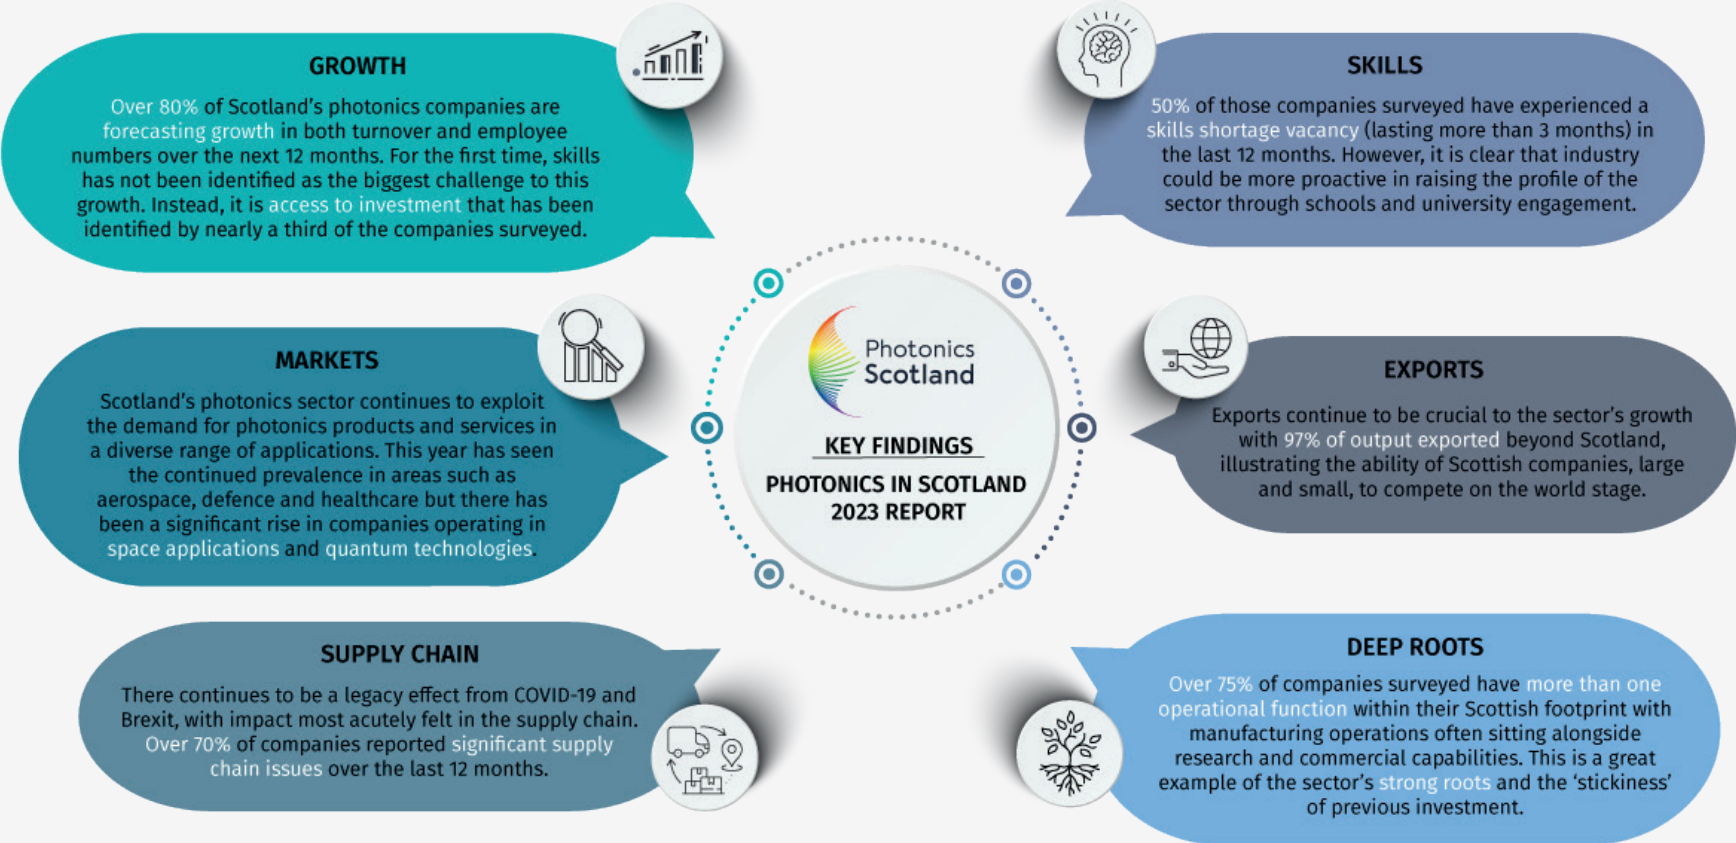 GROWTH
Over 80% of Scotland's photonics companies are
forecasting growth in both turnover and employee
numbers over the next 12 months. For the first time, skills
has not been identified as the biggest challenge to this
growth. Instead, it is access to investment that has been
identified by nearly a third of the companies surveyed.
MARKETS
Scotland's photonics sector continues to exploit
the demand for photonics products and services in
a diverse range of applications. This year has seen
the continued prevalence in areas such as
aerospace, defence and healthcare but there has
been a significant rise in companies operating in
space applications and quantum technologies.
SUPPLY CHAIN
There continues to be a legacy effect from COVID-19 and
Brexit, with impact most acutely felt in the supply chain.
Over 70% of companies reported significant supply
chain issues over the last 12 months.
Photonics
Scotland
KEY FINDINGS
PHOTONICS IN SCOTLAND
2023 REPORT
SKILLS
50% of those companies surveyed have experienced a
skills shortage vacancy (lasting more than 3 months) in
the last 12 months. However, it is clear that industry
could be more proactive in raising the profile of the
sector through schools and university engagement.
EXPORTS
Exports continue to be crucial to the sector's growth
with 97% of output exported beyond Scotland,
illustrating the ability of Scottish companies, large
and small, to compete on the world stage.
DEEP ROOTS
Over 75% of companies surveyed have more than one
operational function within their Scottish footprint with
manufacturing operations often sitting alongside
research and commercial capabilities. This is a great
example of the sector's strong roots and the 'stickiness'
of previous investment.